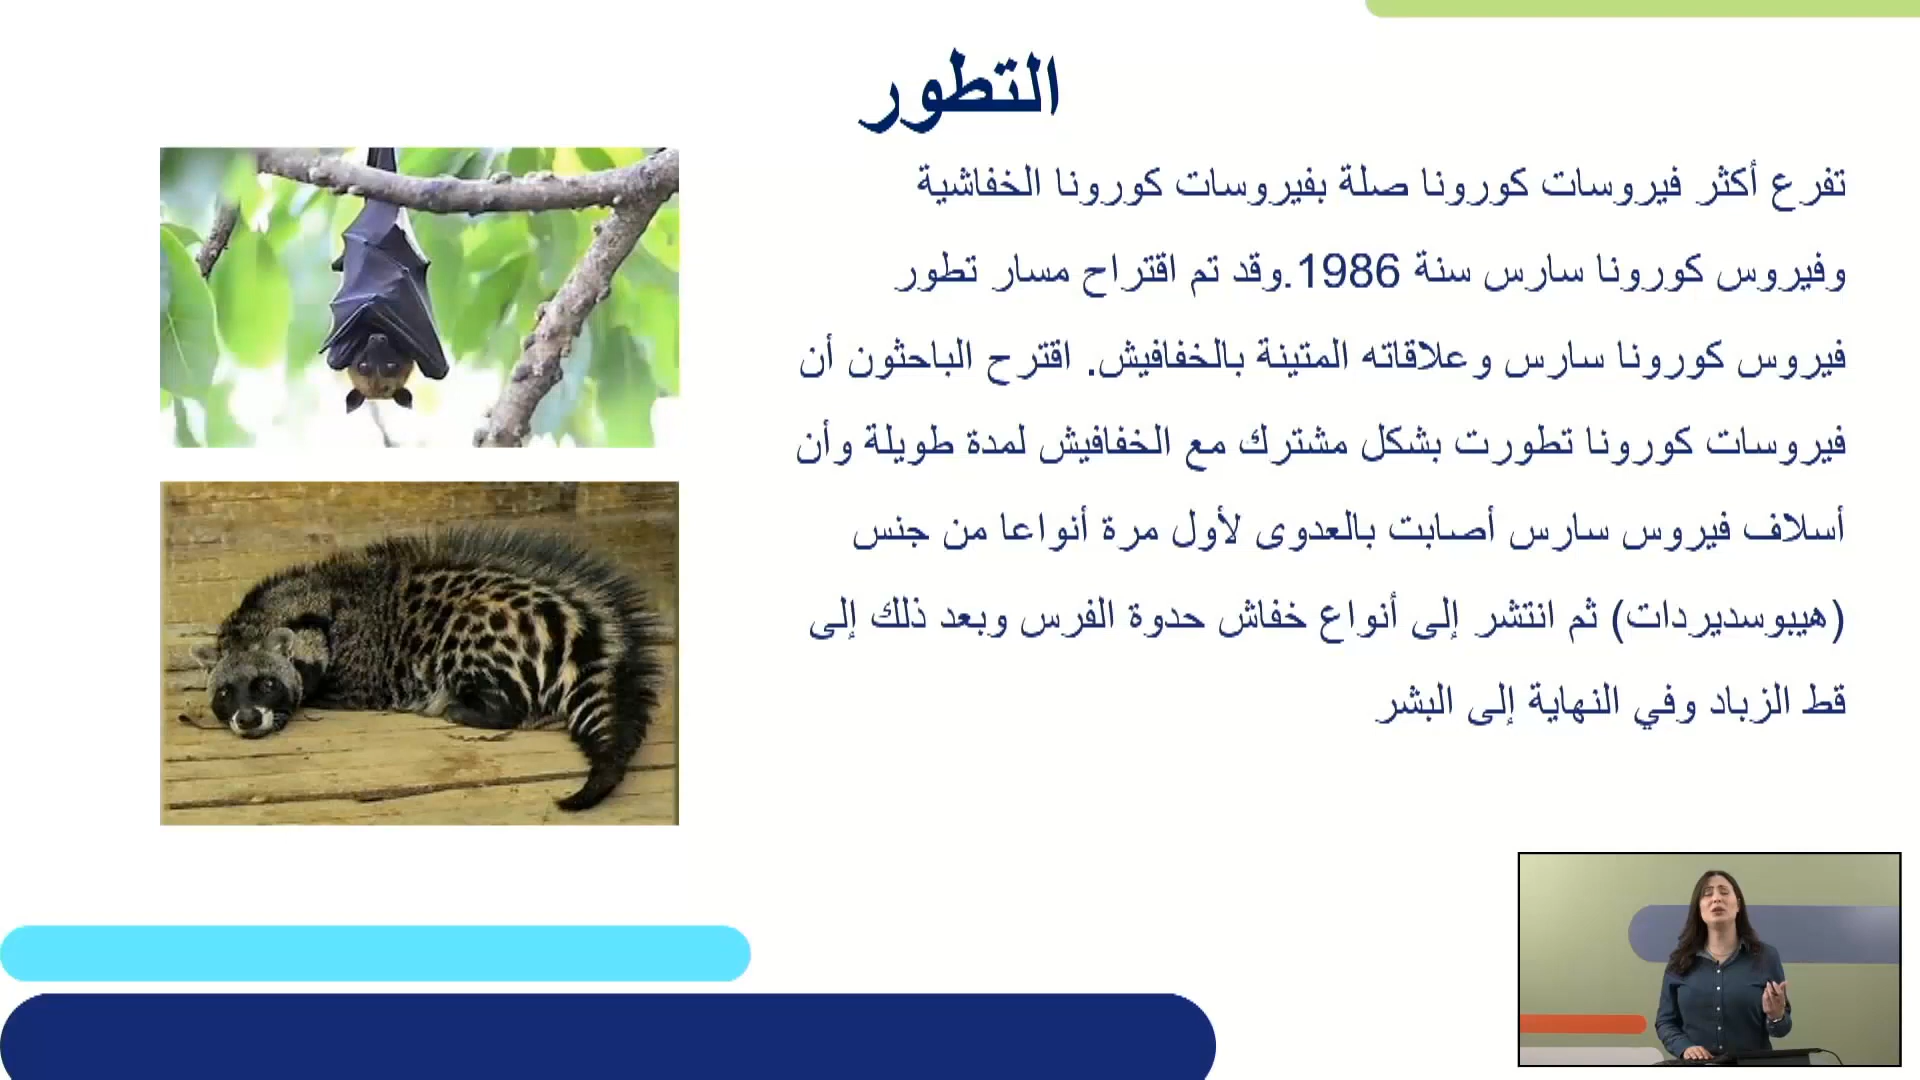 التطور
تفرع أكثر فيروسات كورونا صلة بفيروسات كورونا الخفاشية
وفيروس كورونا سارس سنة 1986.وقد تم اقتراح مسار تطور
فيروس كورونا سارس وعلاقاته المتينة بالخفافيش. اقترح الباحثون أن
فيروسات كورونا تطورت بشكل مشترك مع الخفافيش لمدة طويلة وأن
أسلاف فيروس سارس أصابت بالعدوى لأول مرة أنواعا من جنس
(هيبوسديردات) ثم انتشر إلى أنواع خفاش حدوة الفرس وبعد ذلك إلى
قط الزباد وفي النهاية إلى البشر